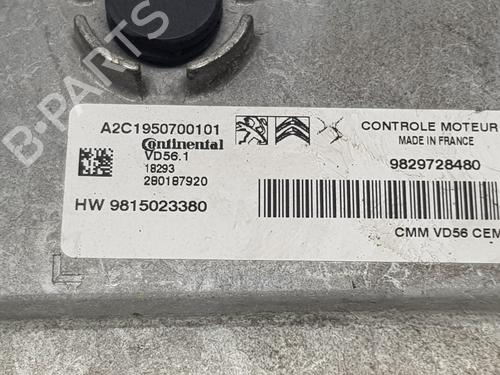 A2C1950700101
Continental
VD56.1
18293
280187920
HW 9815023380
CONTROLE MOTEUR
MADE IN FRANCE
9829728480
CMM VD56 CEM
B-PARTS